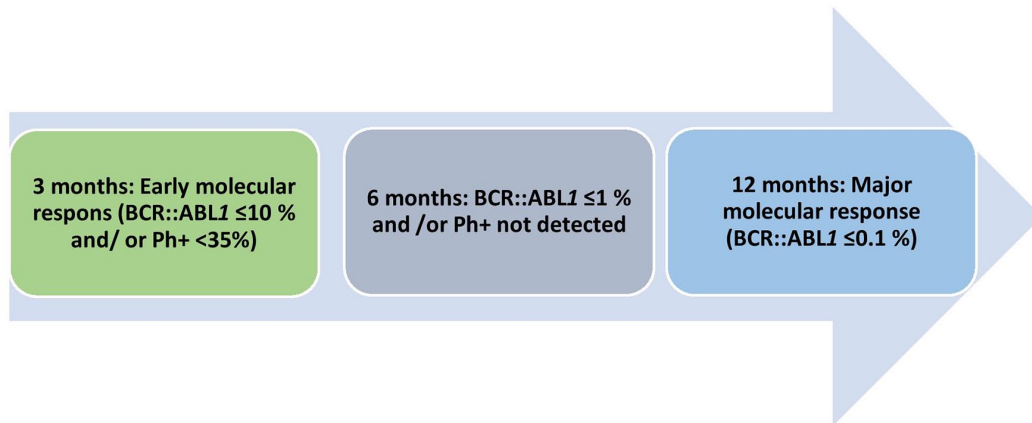 3 months: Early molecular
respons (BCR::ABL1 ≤10 %
and/ or Ph+ <35%)
6 months: BCR::ABL1 ≤1 %
and /or Ph+ not detected
12 months: Major
molecular response
(BCR::ABL1 ≤0.1 %)